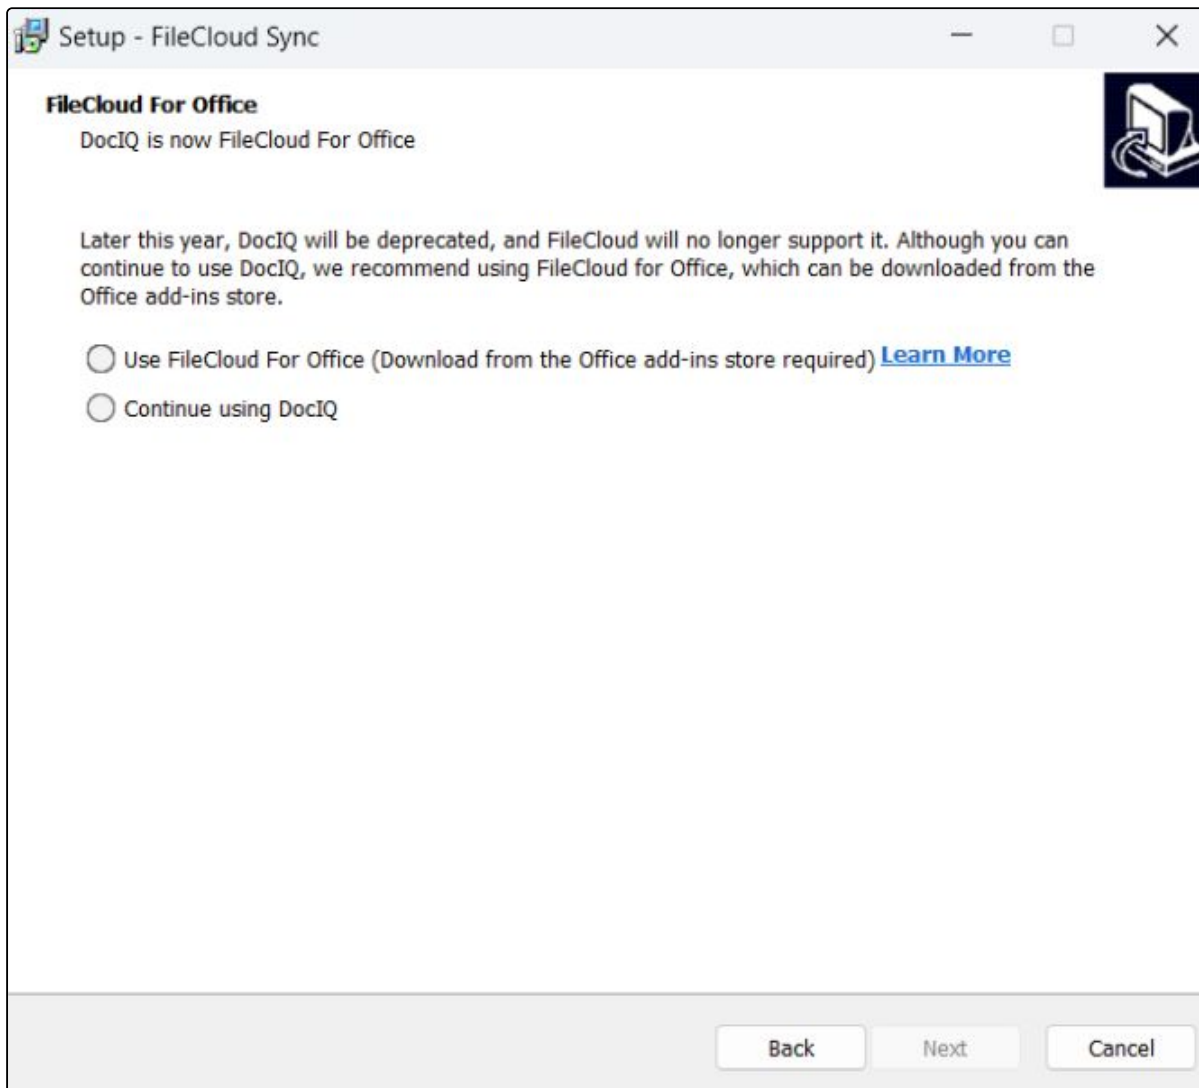 Setup - FileCloud Sync
FileCloud For Office
DocIQ is now FileCloud For Office
Later this year, DocIQ will be deprecated, and FileCloud will no longer support it. Although you can
continue to use DocIQ, we recommend using FileCloud for Office, which can be downloaded from the
Office add-ins store.
Use FileCloud For Office (Download from the Office add-ins store required) Learn More
Continue using DocIQ
Back Next Cancel